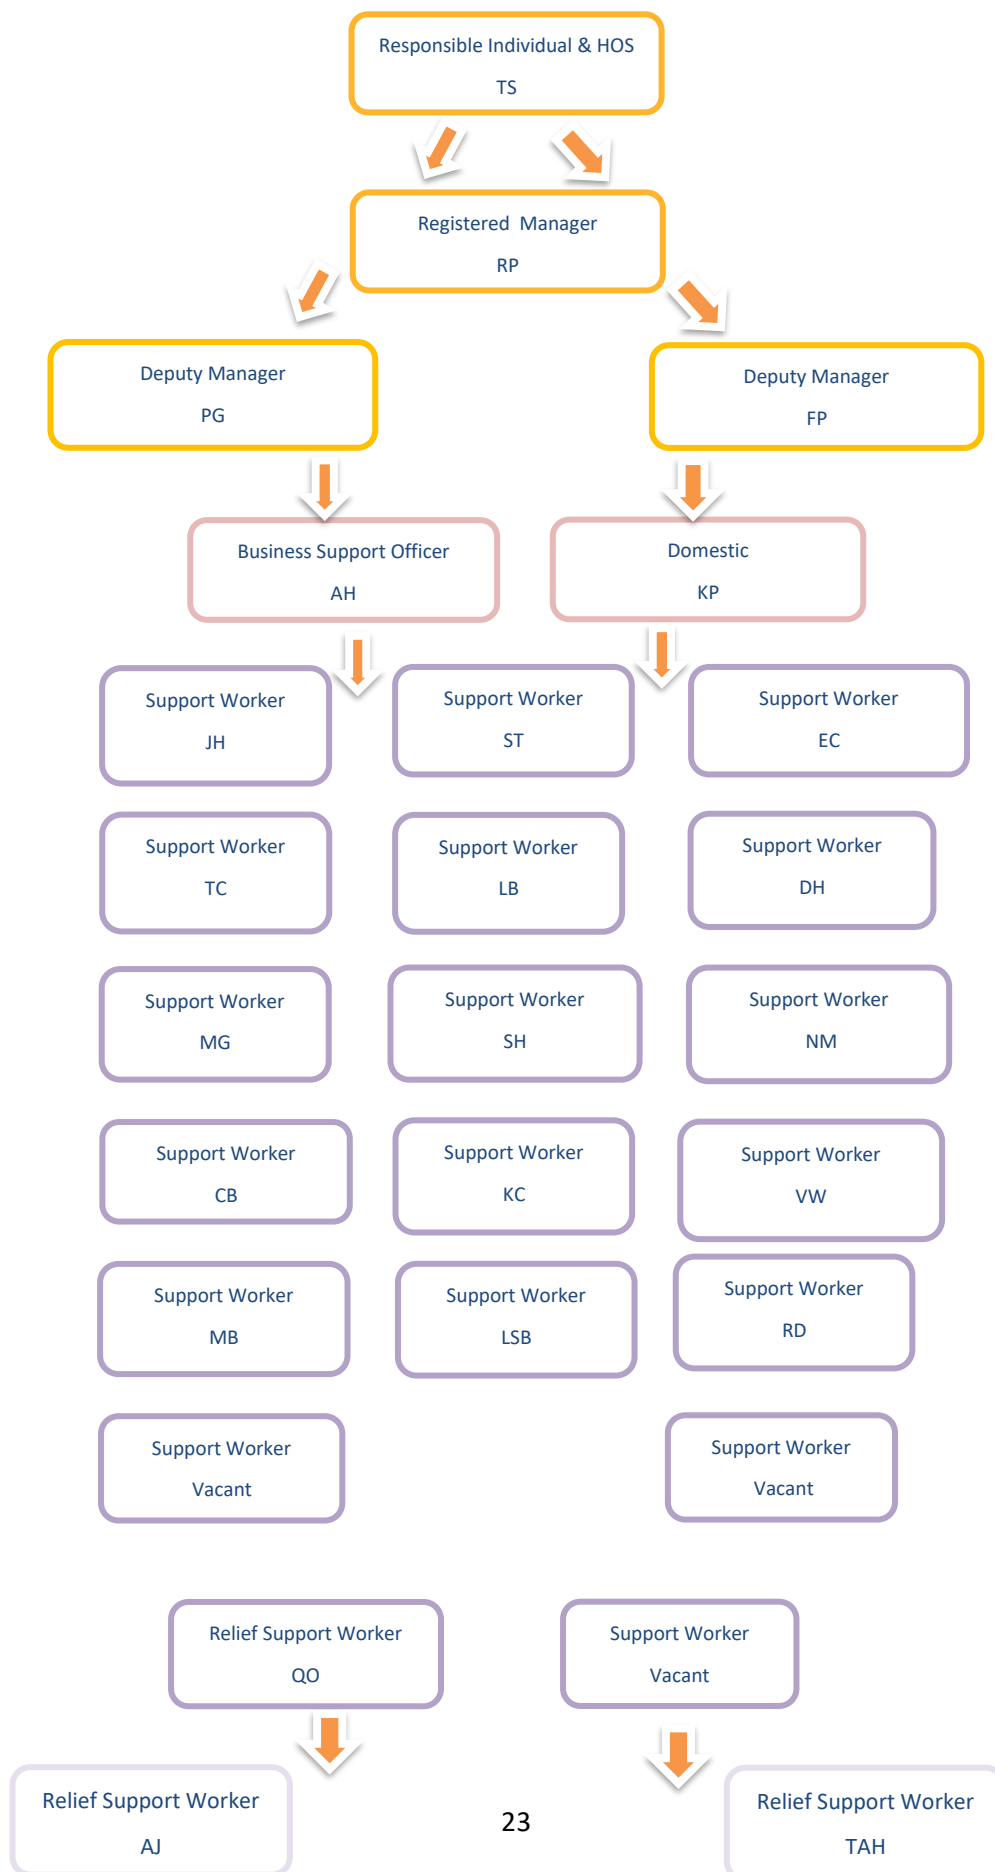 Responsible Individual & HOS
TS
Registered  Manager
RP
Deputy Manager
PG
Deputy Manager
FP
Business Support Officer
AH
Domestic
KP
Support Worker
JH
Support Worker
ST
Support Worker
EC
Support Worker
TC
Support Worker
LB
Support Worker
DH
Support Worker
MG
Support Worker
SH
Support Worker
NM
Support Worker
CB
Support Worker
KC
Support Worker
VW
Support Worker
MB
Support Worker
LSB
Support Worker
RD
Support Worker
Vacant
Support Worker
Vacant
Relief Support Worker
QO
Support Worker
Vacant
Relief Support Worker
AJ
23
Relief Support Worker
TAH